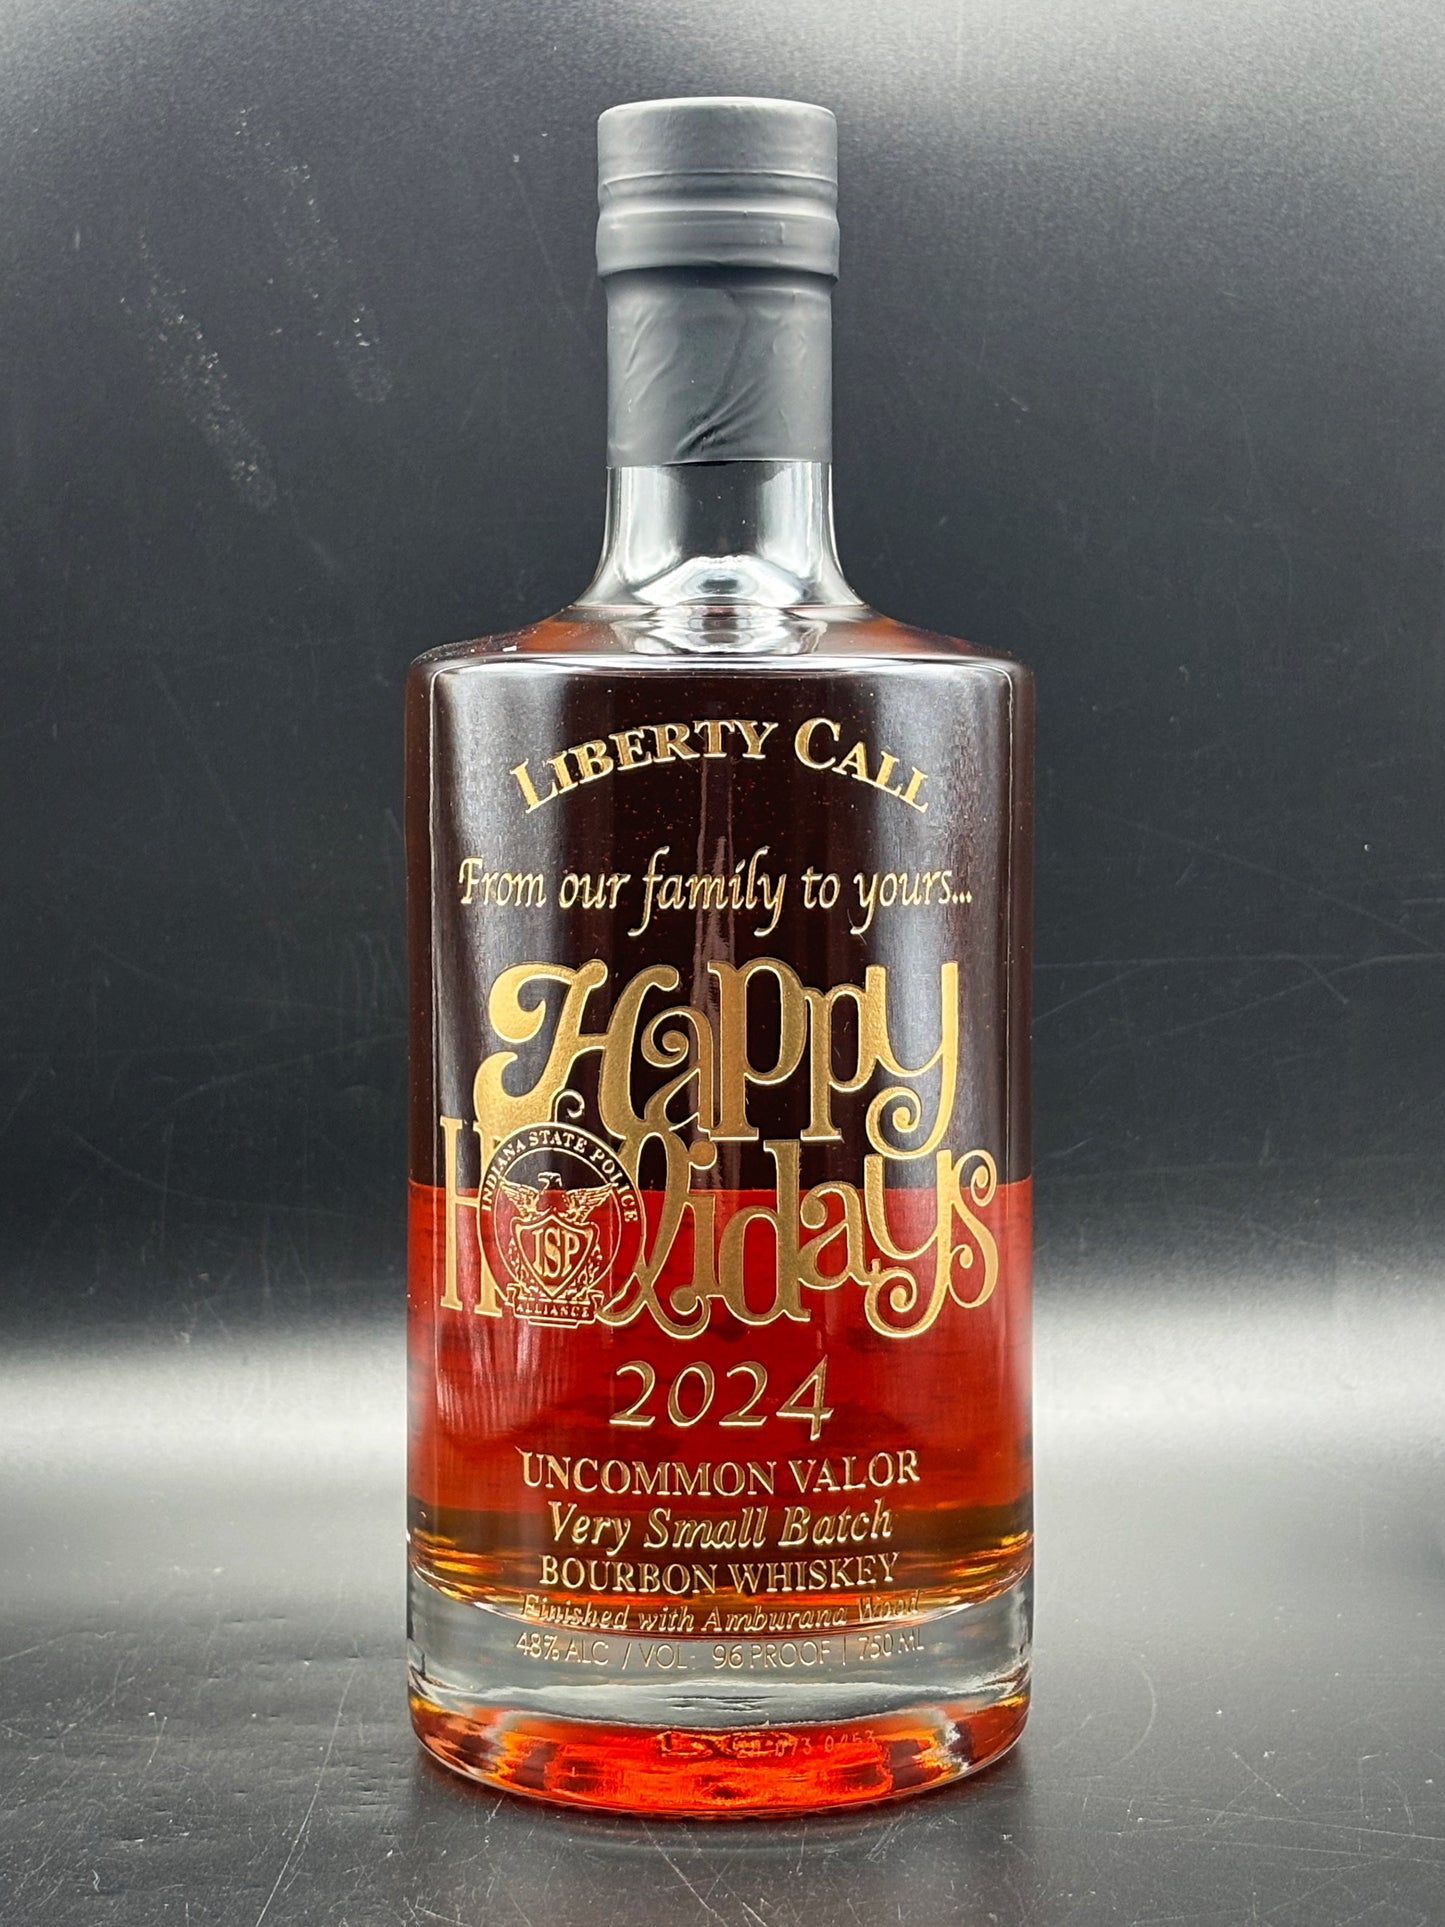 LIBERTY CALL
From our family to yours...
Happy
Holidays
INDIANA STATE POLICE
ISP
ALLIANCE
2024
UNCOMMON VALOR
Very Small Batch
BOURBON WHISKEY
Finished with Amburana Wood
48% ALC / VOL 96 PROOF | 750 ML